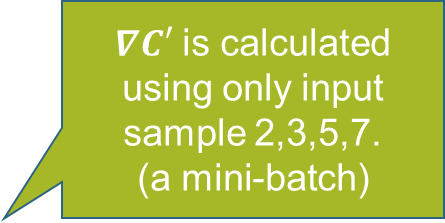 ∇C′ is calculated
using only input
sample 2,3,5,7.
(a mini-batch)